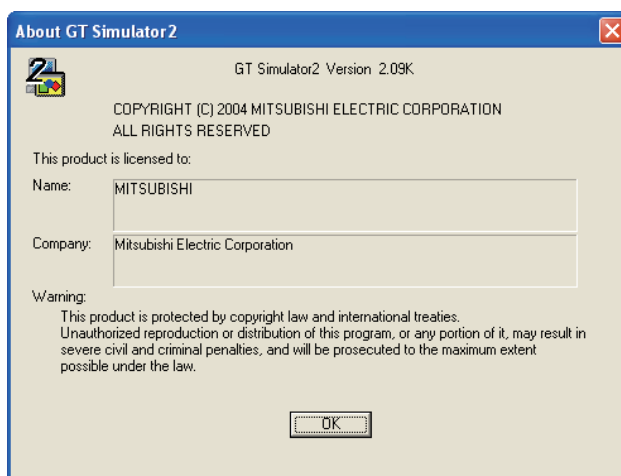 About GT Simulator2
GT Simulator2 Version 2.09K
COPYRIGHT (C) 2004 MITSUBISHI ELECTRIC CORPORATION
ALL RIGHTS RESERVED
This product is licensed to:
Name:
MITSUBISHI
Company:
Mitsubishi Electric Corporation
Warning:
This product is protected by copyright law and international treaties.
Unauthorized reproduction or distribution of this program, or any portion of it, may result in
severe civil and criminal penalties, and will be prosecuted to the maximum extent
possible under the law.
OK